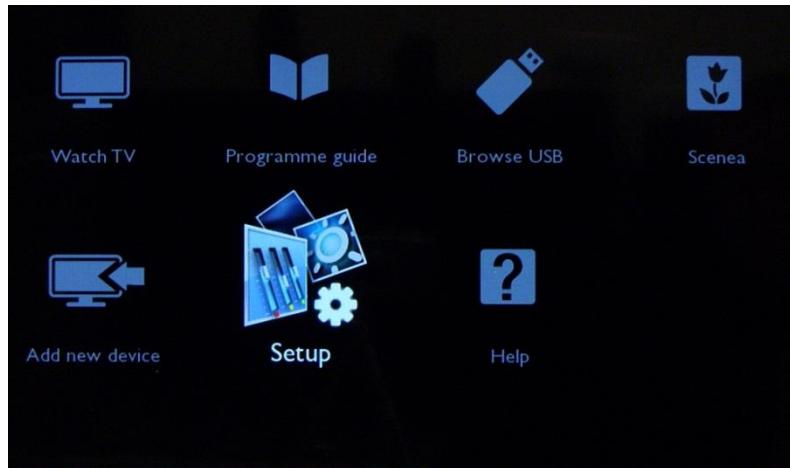 Watch TV
Programme guide
Browse USB
Scenea
Add new device
Setup
Help